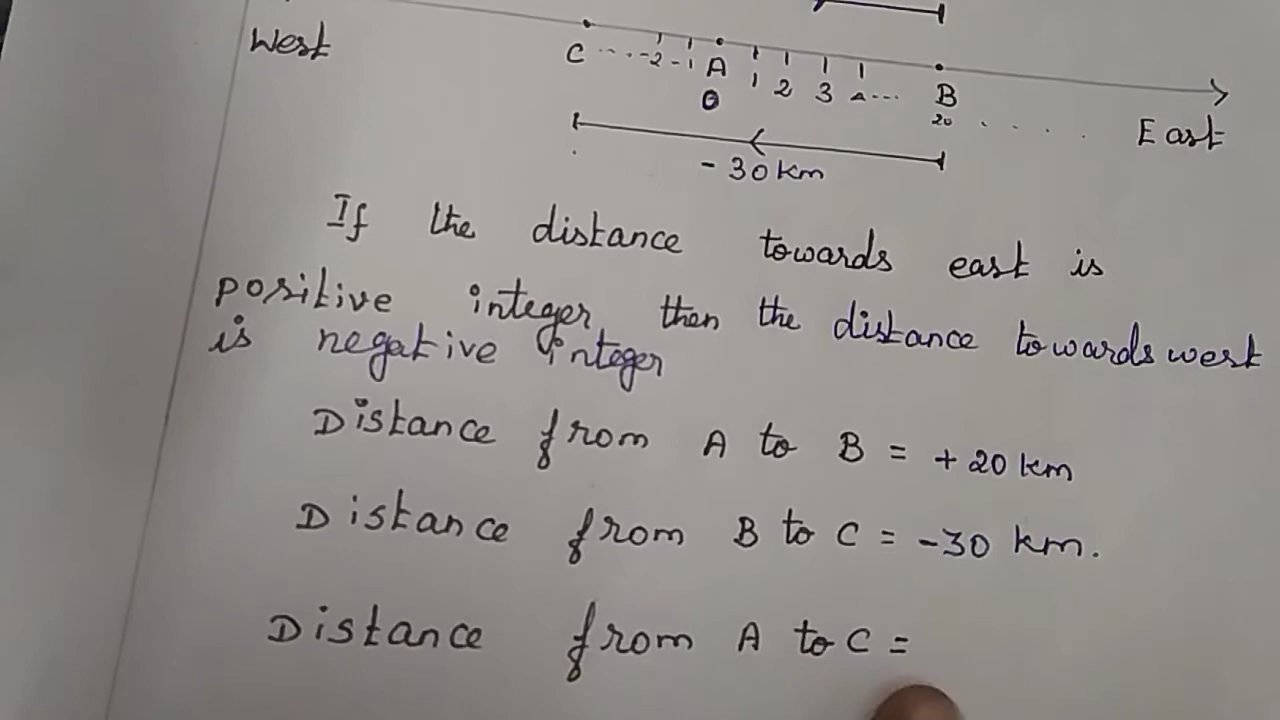 West C ....-2 -1 A 1 2 3 4... B East
0 20 . . . .
- 30 km
If the distance towards east is
positive integer then the distance towards west
is negative integer
Distance from A to B = + 20 km
Distance from B to C = -30 km.
Distance from A to C =